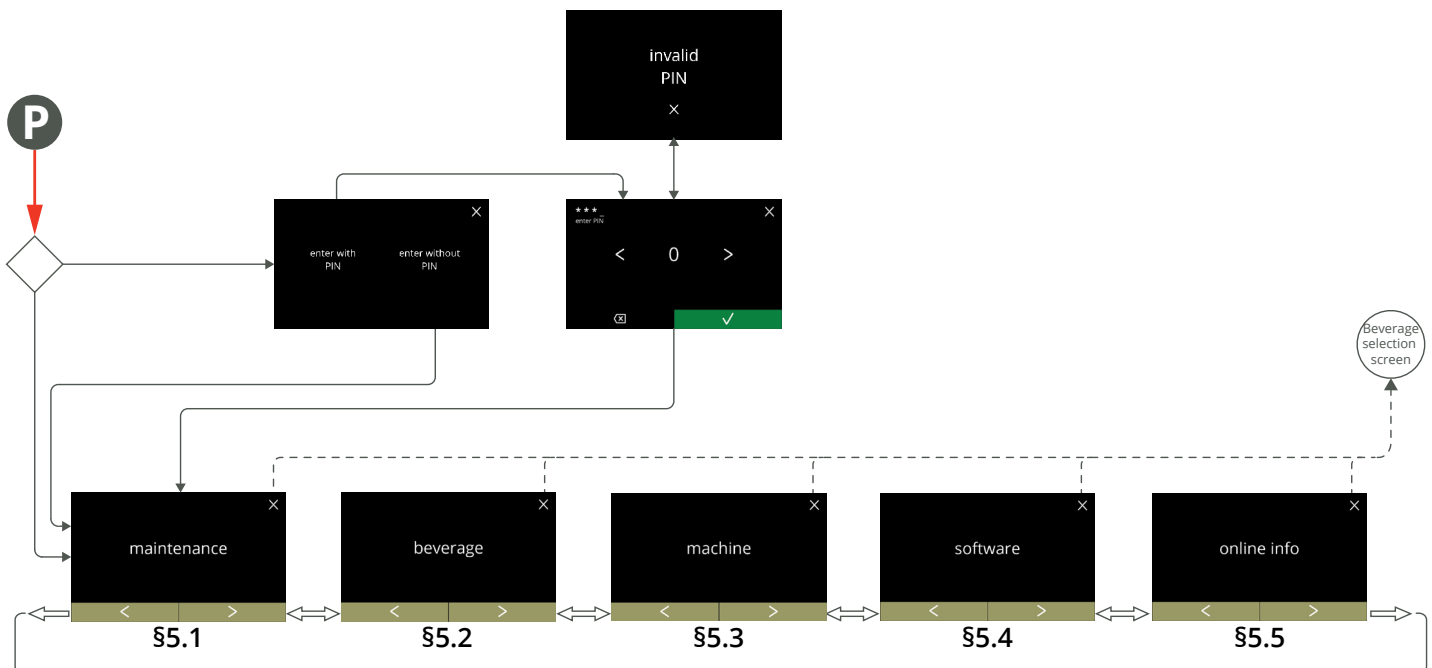 invalid
PIN
P
enter with
PIN
enter without
PIN
***_
enter PIN
< 0 >
Beverage
selection
screen
maintenance
beverage
machine
software
online info
< >
< >
< >
< >
< >
§5.1
§5.2
§5.3
§5.4
§5.5